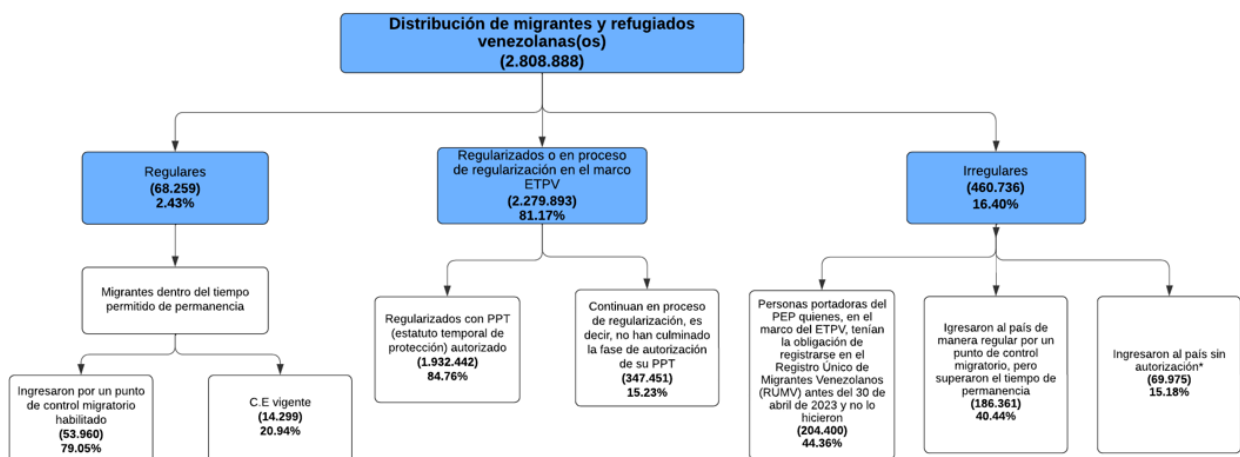 Distribución de migrantes y refugiados
venezolanas(os)
(2.808.888)
Regulares
(68.259)
2.43%
Regularizados o en proceso
de regularización en el marco
ETPV
(2.279.893)
81.17%
Irregulares
(460.736)
16.40%
Migrantes dentro del tiempo
permitido de permanencia
Ingresaron por un punto
de control migratorio
habilitado
(53.960)
79.05%
C.E vigente
(14.299)
20.94%
Regularizados con PPT
(estatuto temporal de
protección) autorizado
(1.932.442)
84.76%
Continuan en proceso
de regularización, es
decir, no han culminado
la fase de autorización
de su PPT
(347.451)
15.23%
Personas portadoras del
PEP quienes, en el
marco del ETPV, tenían
la obligación de
registrarse en el
Registro Único de
Migrantes Venezolanos
(RUMV) antes del 30 de
abril de 2023 y no lo
hicieron
(204.400)
44.36%
Igresaron al país de
manera regular por un
punto de control
migratorio, pero
superaron el tiempo de
permanencia
(186.361)
40.44%
Ingresaron al país sin
autorización*
(69.975)
15.18%